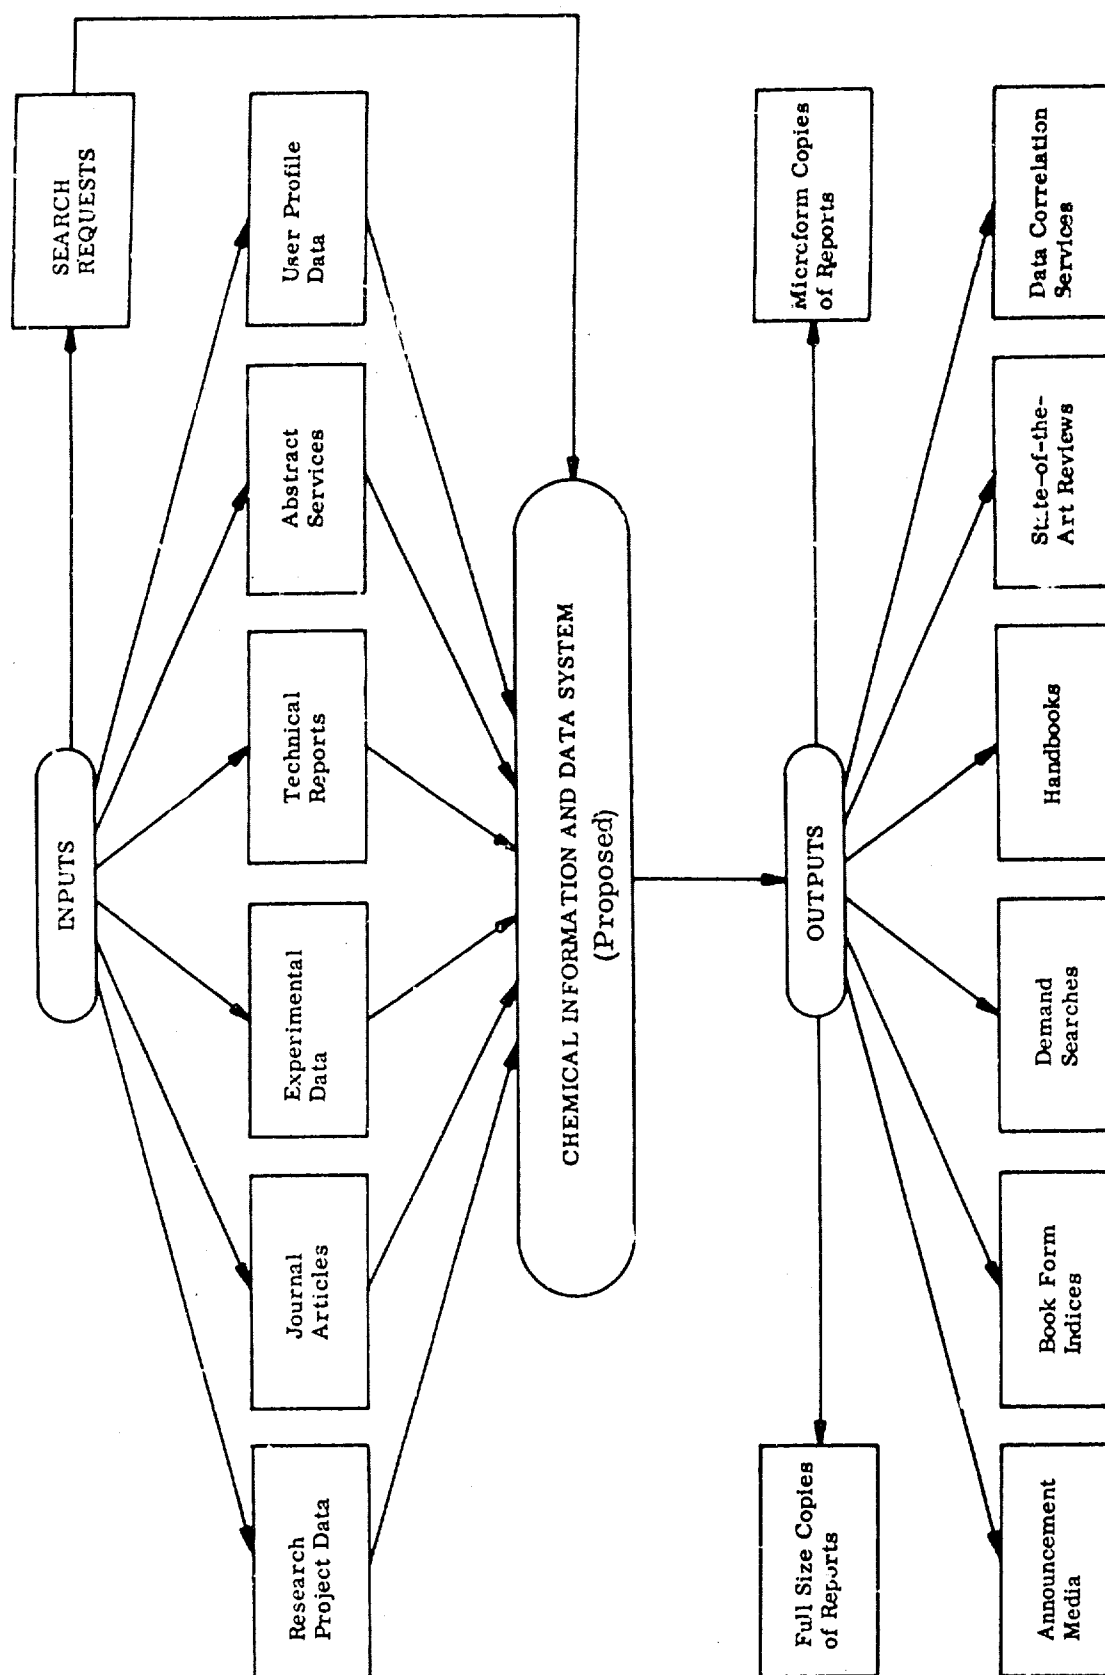 INPUTS
SEARCH
REQUESTS
Research
Project Data
Journal
Articles
Experimental
Data
Technical
Reports
Abstract
Services
User Profile
Data
CHEMICAL INFORMATION AND DATA SYSTEM
(Proposed)
Full Size Copies
of Reports
OUTPUTS
Microform Copies
of Reports
Announcement
Media
Book Form
Indices
Demand
Searches
Handbooks
State-of-the-
Art Reviews
Data Correlation
Services